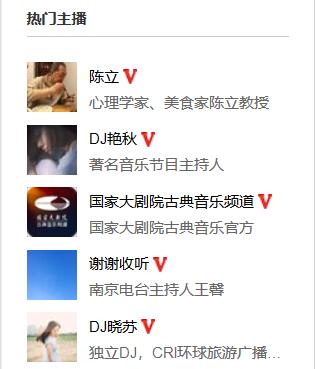 热门主播
陈立 V
心理学家、美食家陈立教授
DJ艳秋 V
著名音乐节目主持人
国家大剧院古典音乐频道 V
国家大剧院古典音乐官方
谢谢收听 V
南京电台主持人王馨
DJ晓苏 V
独立DJ，CRI环球旅游广播...